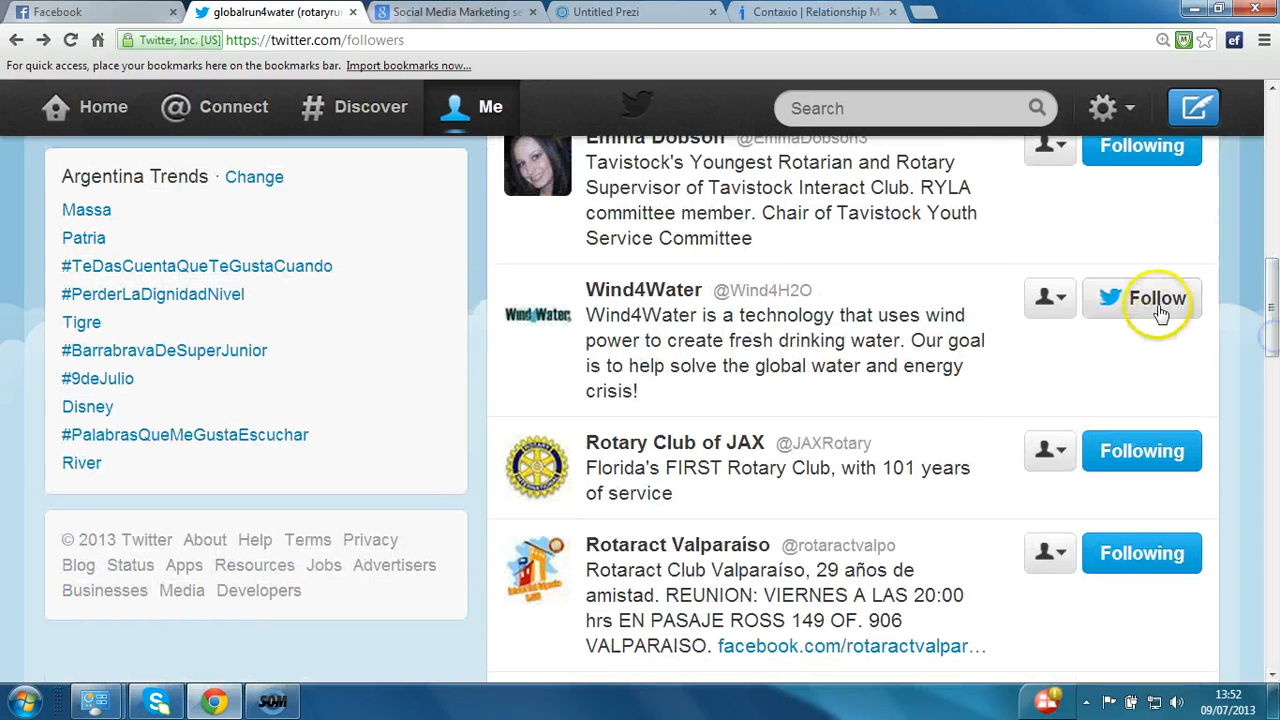 Facebook
globalrun4water (rotaryru
Social Media Marketing se
Untitled Prezi
Contaxio | Relationship M
Twitter, Inc. [US] https://twitter.com/followers
ef
For quick access, place your bookmarks here on the bookmarks bar. Import bookmarks now...
Home
Connect
Discover
Me
Search
Emma Dobson @EmmaDobson3
Tavistock's Youngest Rotarian and Rotary
Supervisor of Tavistock Interact Club. RYLA
committee member. Chair of Tavistock Youth
Service Committee
Following
Argentina Trends · Change
Massa
Patria
#TeDasCuentaQueTeGustaCuando
#PerderLaDignidadNivel
Tigre
#BarrabravaDeSuperJunior
#9deJulio
Disney
#PalabrasQueMeGustaEscuchar
River
Wind4Water
Wind4Water @Wind4H2O
Wind4Water is a technology that uses wind
power to create fresh drinking water. Our goal
is to help solve the global water and energy
crisis!
Follow
Rotary Club of JAX @JAXRotary
Florida's FIRST Rotary Club, with 101 years
of service
Following
Rotaract Valparaíso @rotaractvalpo
Rotaract Club Valparaíso, 29 años de
amistad. REUNION: VIERNES A LAS 20:00
hrs EN PASAJE ROSS 149 OF. 906
VALPARAISO. facebook.com/rotaractvalpar…
Following
© 2013 Twitter About Help Terms Privacy
Blog Status Apps Resources Jobs Advertisers
Businesses Media Developers
SOM
13:52
09/07/2013